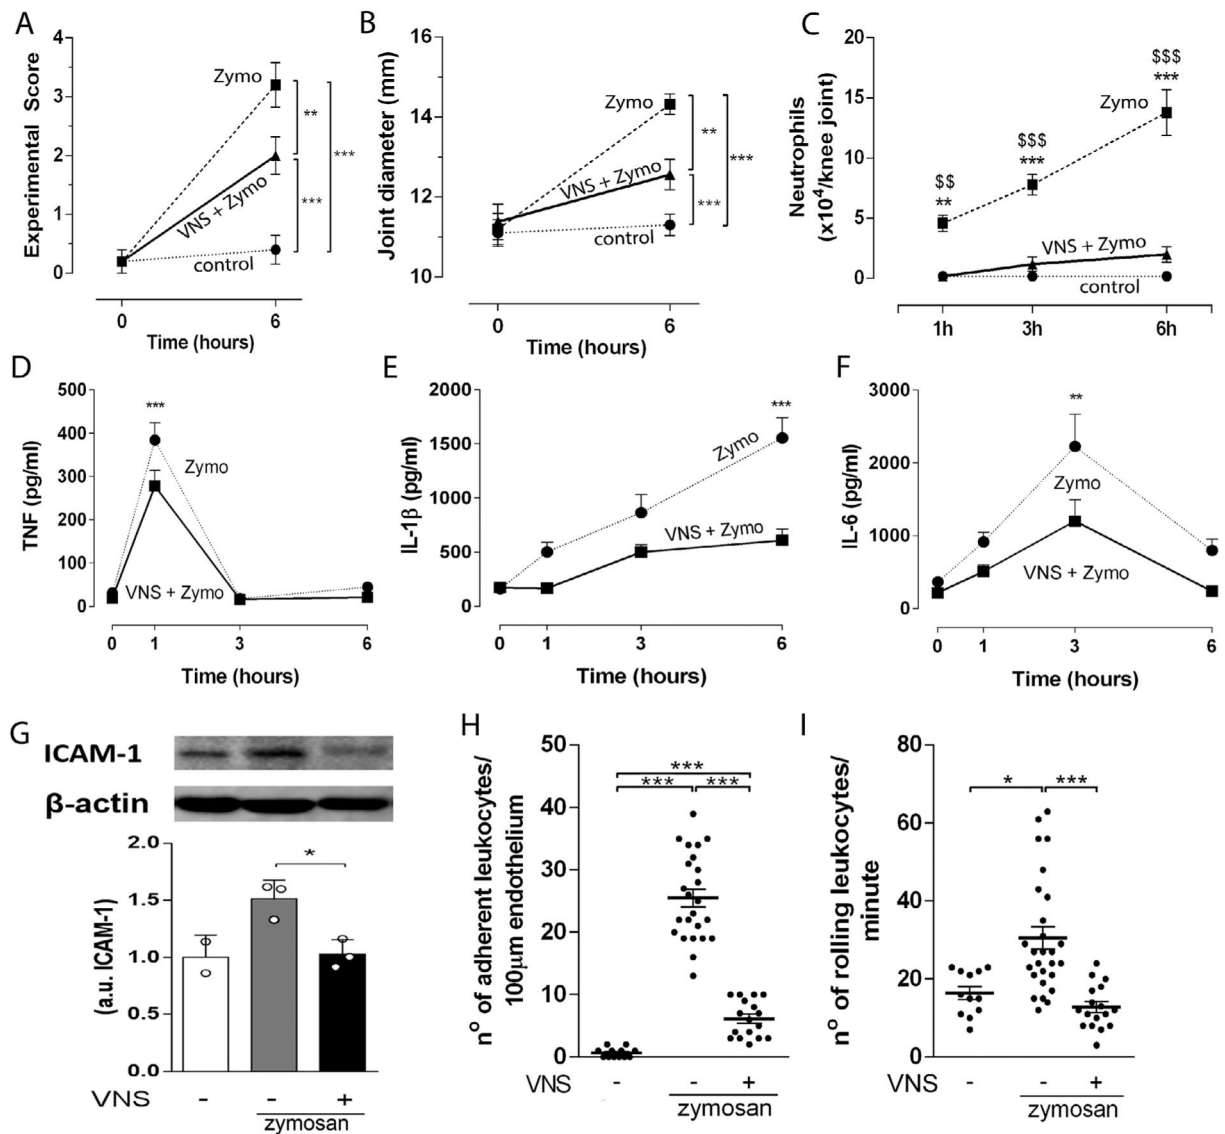 A
Experimental Score
4
3
2
1
0
Zymo
VNS + Zymo
control
**
***
***
0 6
Time (hours)
B
Joint diameter (mm)
16
14
12
10
Zymo
VNS + Zymo
control
**
***
***
0 6
Time (hours)
C
Neutrophils
(x10⁴/knee joint)
20
15
10
5
0
$$
**
$$$
***
$$$
***
Zymo
VNS + Zymo
control
1h 3h 6h
D
TNF (pg/ml)
500
400
300
200
100
0
***
Zymo
VNS + Zymo
0 1 3 6
Time (hours)
E
IL-1β (pg/ml)
2000
1500
1000
500
0
***
Zymo
VNS + Zymo
0 1 3 6
Time (hours)
F
IL-6 (pg/ml)
3000
2000
1000
0
**
Zymo
VNS + Zymo
0 1 3 6
Time (hours)
G
ICAM-1
β-actin
(a.u. ICAM-1)
2.0
1.5
1.0
0.5
0.0
*
VNS - - +
zymosan
H
nº of adherent leukocytes/
100μm endothelium
50
40
30
20
10
0
***
*** ***
VNS - - +
zymosan
I
nº of rolling leukocytes/
minute
80
60
40
20
0
* ***
VNS - - +
zymosan